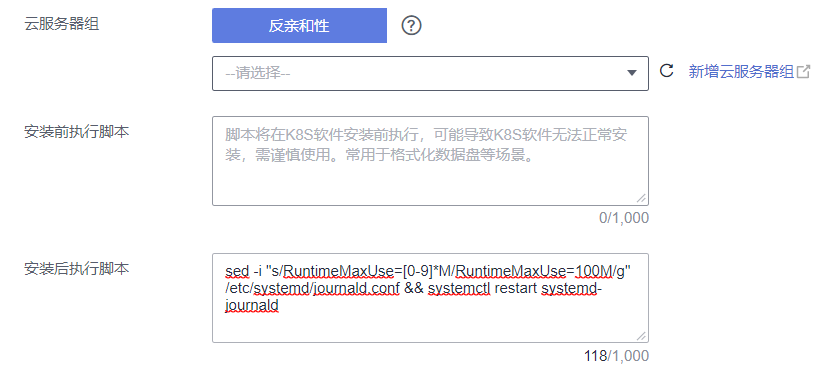 云服务器组
反亲和性
?
--请选择--
新增云服务器组
安装前执行脚本
脚本将在K8S软件安装前执行，可能导致K8S软件无法正常安
装，需谨慎使用。常用于格式化数据盘等场景。
0/1,000
安装后执行脚本
sed -i "s/RuntimeMaxUse=[0-9]*M/RuntimeMaxUse=100M/g"
/etc/systemd/journald.conf && systemctl restart systemd-
journald
118/1,000